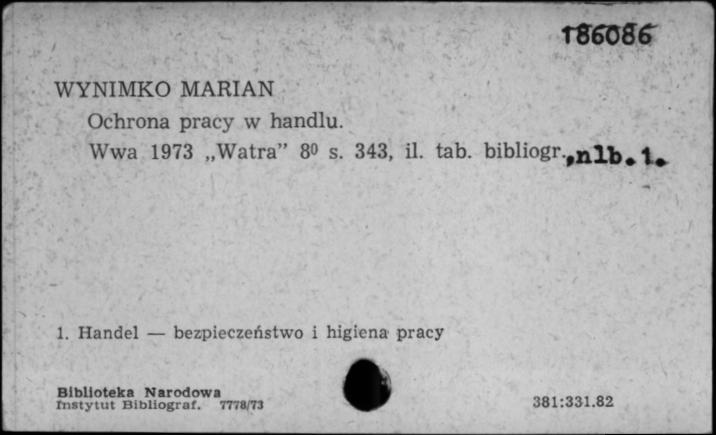 186086
WYNIMKO MARIAN
Ochrona pracy w handlu.
Wwa 1973 „Watra” 8⁰ s. 343, il. tab. bibliogr., nlb. 1.
1. Handel — bezpieczeństwo i higiena pracy
Biblioteka Narodowa
Instytut Bibliograf. 7778/73
381:331.82